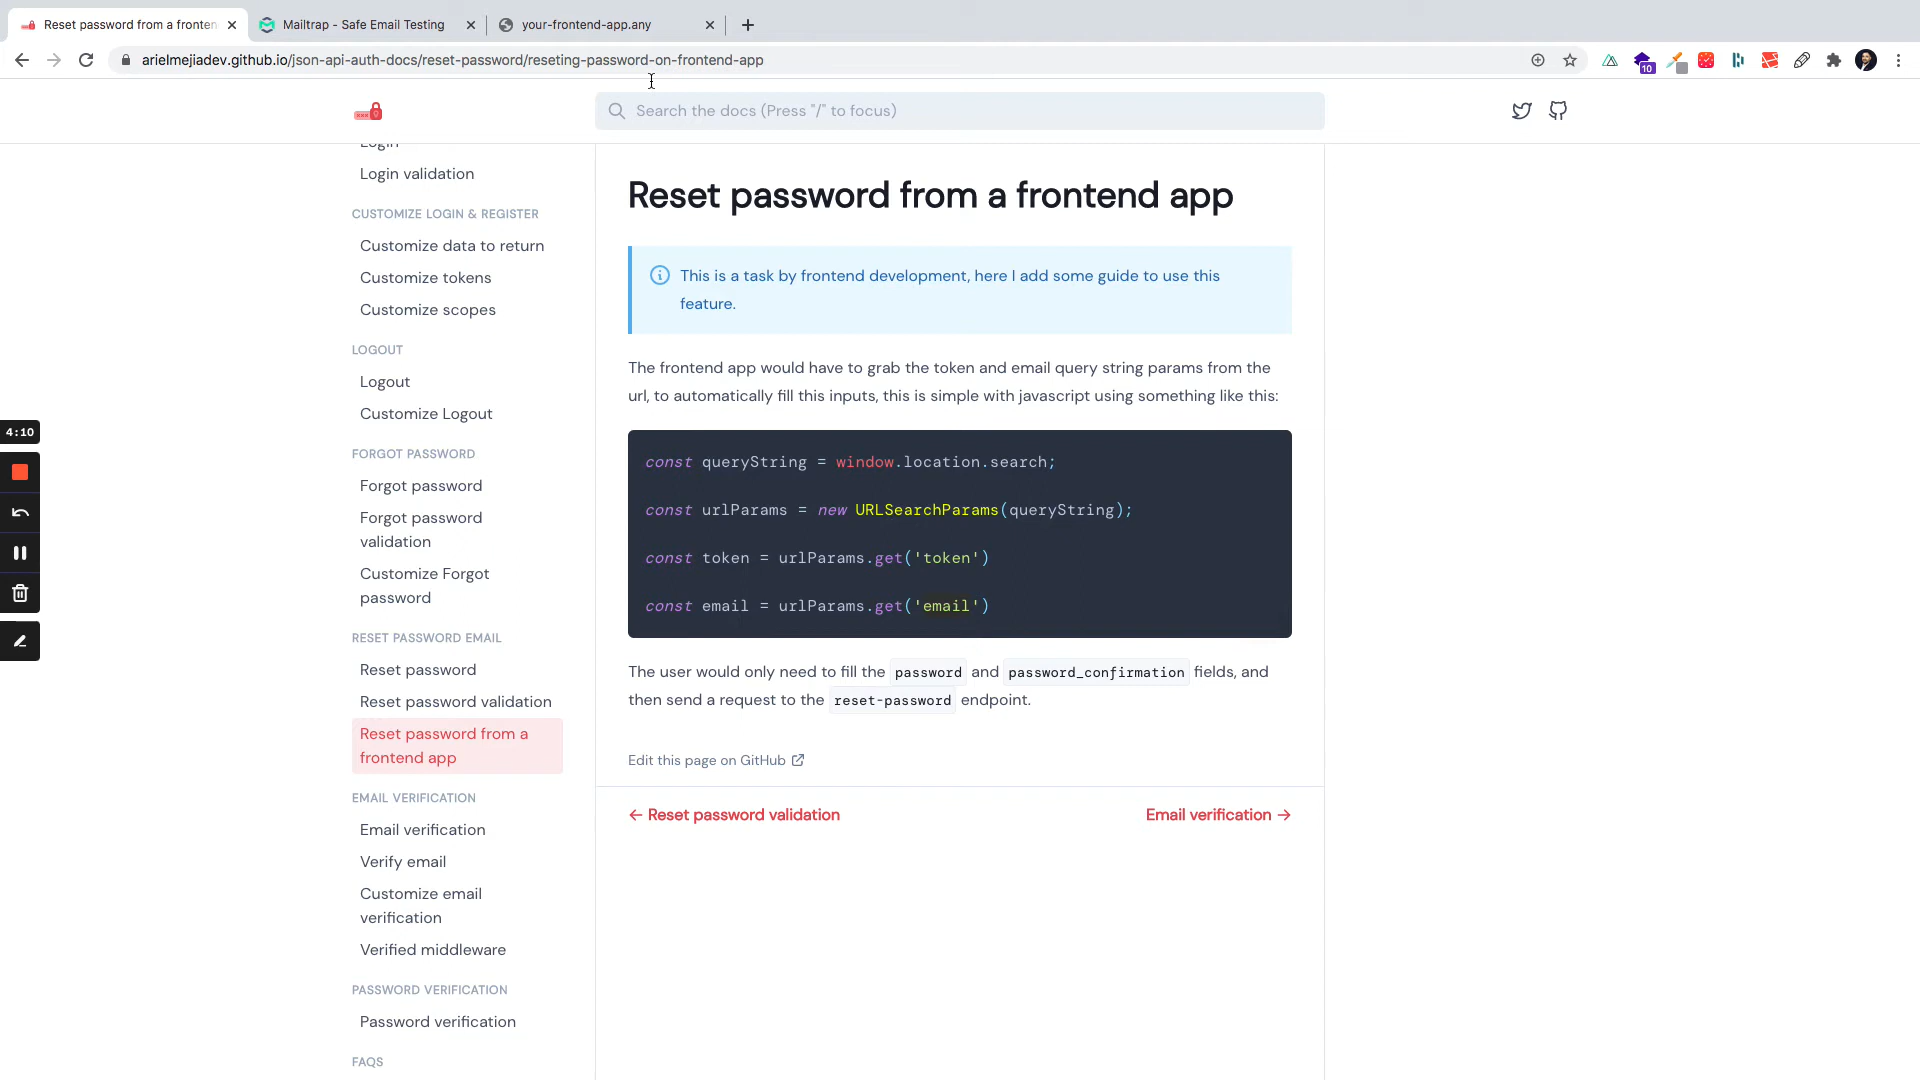 Reset password from a fronten
Mailtrap - Safe Email Testing
your-frontend-app.any
arielmejiadev.github.io/json-api-auth-docs/reset-password/reseting-password-on-frontend-app
10
Search the docs (Press "/" to focus)
Login
Login validation
CUSTOMIZE LOGIN & REGISTER
Customize data to return
Customize tokens
Customize scopes
LOGOUT
Logout
Customize Logout
FORGOT PASSWORD
Forgot password
Forgot password
validation
Customize Forgot
password
RESET PASSWORD EMAIL
Reset password
Reset password validation
Reset password from a
frontend app
EMAIL VERIFICATION
Email verification
Verify email
Customize email
verification
Verified middleware
PASSWORD VERIFICATION
Password verification
FAQS
4:10
Reset password from a frontend app
This is a task by frontend development, here I add some guide to use this
feature.
The frontend app would have to grab the token and email query string params from the
url, to automatically fill this inputs, this is simple with javascript using something like this:
const queryString = window.location.search;
const urlParams = new URLSearchParams(queryString);
const token = urlParams.get('token')
const email = urlParams.get('email')
The user would only need to fill the password and password_confirmation fields, and
then send a request to the reset-password endpoint.
Edit this page on GitHub
← Reset password validation
Email verification →